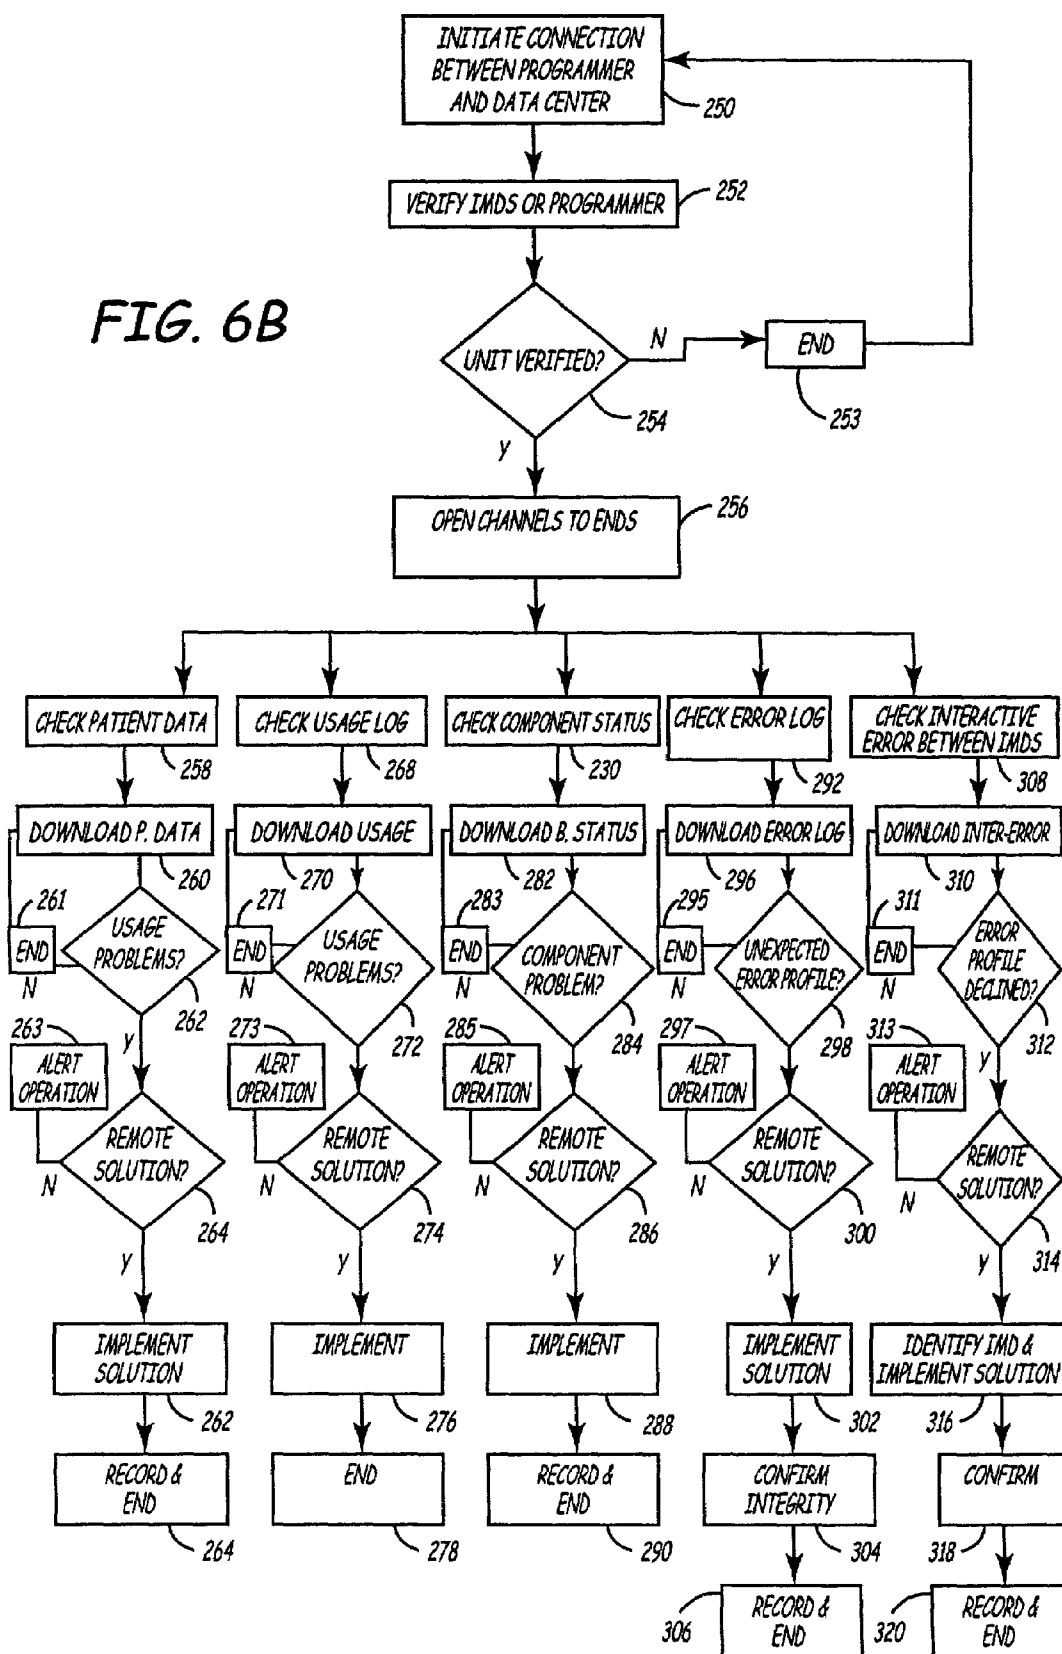 INITIATE CONNECTION
BETWEEN PROGRAMMER
AND DATA CENTER
250
VERIFY IMDS OR PROGRAMMER
252
FIG. 6B
UNIT VERIFIED?
N
END
254
253
Y
OPEN CHANNELS TO ENDS
256
CHECK PATIENT DATA
258
CHECK USAGE LOG
268
CHECK COMPONENT STATUS
230
CHECK ERROR LOG
292
CHECK INTERACTIVE
ERROR BETWEEN IMDS
308
DOWNLOAD P. DATA
260
DOWNLOAD USAGE
270
DOWNLOAD B. STATUS
282
DOWNLOAD ERROR LOG
296
DOWNLOAD INTER-ERROR
310
261
END
N
USAGE
PROBLEMS?
262
Y
271
END
N
USAGE
PROBLEMS?
272
283
END
N
COMPONENT
PROBLEM?
284
295
END
N
UNEXPECTED
ERROR PROFILE?
298
311
END
N
ERROR
PROFILE
DECLINED?
312
Y
263
ALERT
OPERATION
N
REMOTE
SOLUTION?
264
Y
273
ALERT
OPERATION
N
REMOTE
SOLUTION?
274
Y
285
ALERT
OPERATION
N
REMOTE
SOLUTION?
286
Y
297
ALERT
OPERATION
N
REMOTE
SOLUTION?
300
Y
313
ALERT
OPERATION
N
REMOTE
SOLUTION?
314
Y
IMPLEMENT
SOLUTION
262
IMPLEMENT
276
IMPLEMENT
288
IMPLEMENT
SOLUTION
302
IDENTIFY IMD &
IMPLEMENT SOLUTION
316
RECORD &
END
264
END
278
RECORD &
END
290
CONFIRM
INTEGRITY
304
CONFIRM
318
306
RECORD &
END
320
RECORD &
END